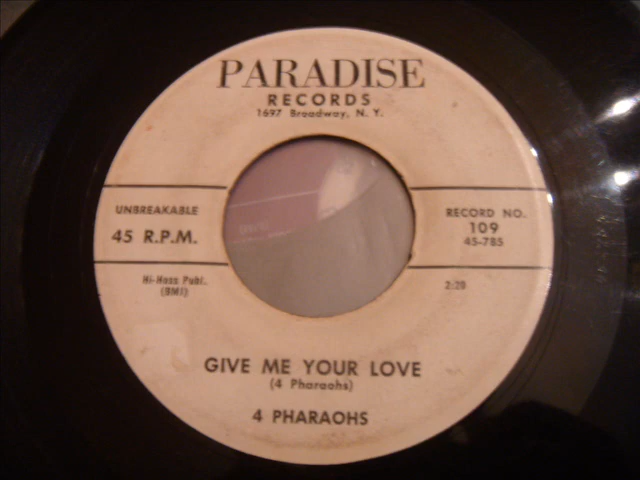 PARADISE
RECORDS
1697 Broadway, N. Y.
UNBREAKABLE
45 R.P.M.
RECORD NO.
109
45-785
Hi-Hoss Publ.
(BMI)
2:20
GIVE ME YOUR LOVE
(4 Pharaohs)
4 PHARAOHS